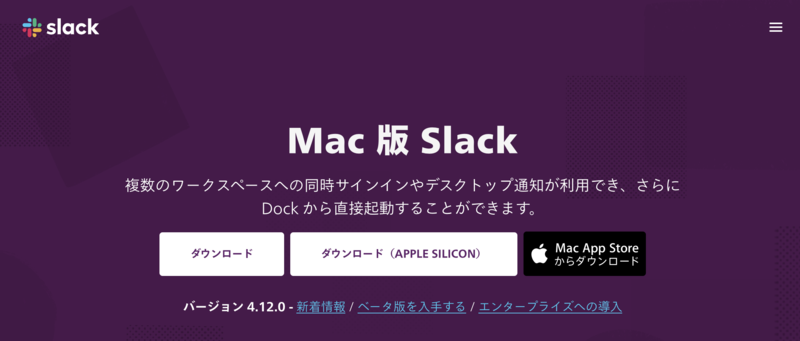 slack
Mac 版 Slack
複数のワークスペースへの同時サインインやデスクトップ通知が利用でき、さらに
Dock から直接起動することができます。
ダウンロード
ダウンロード（APPLE SILICON）
Mac App Store
からダウンロード
バージョン 4.12.0 - 新着情報 / ベータ版を入手する / エンタープライズへの導入